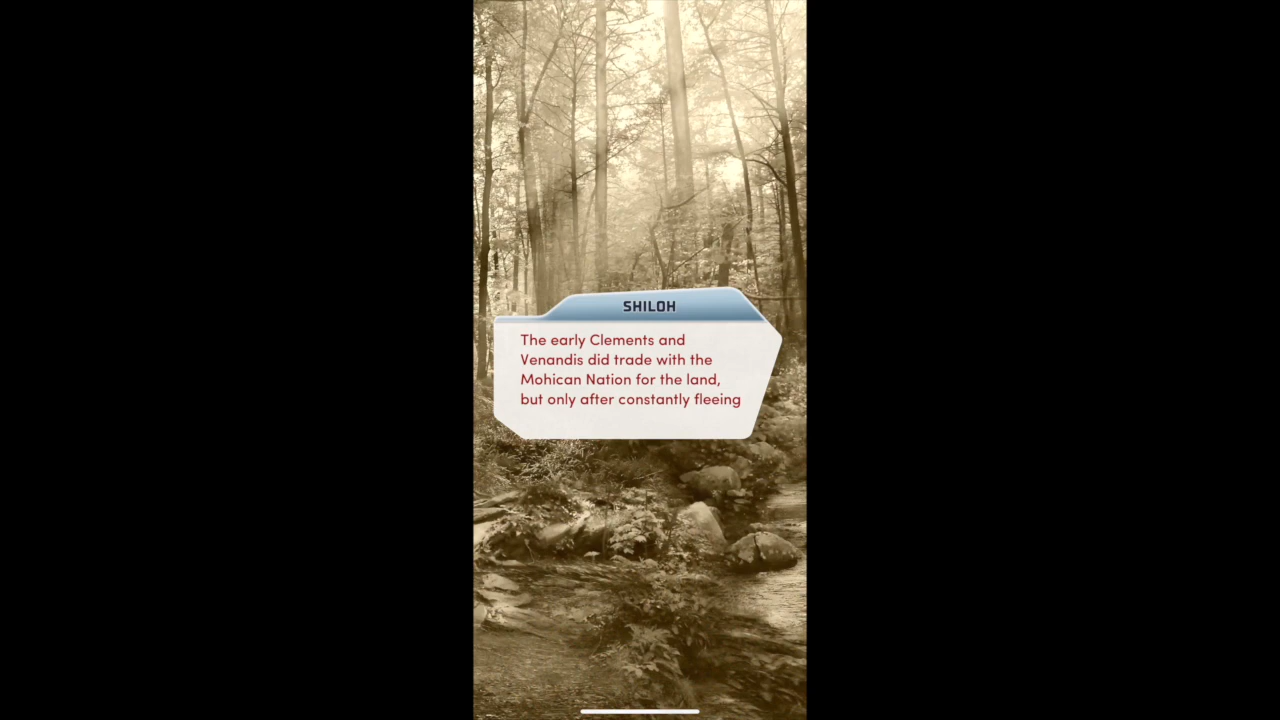 SHILOH
The early Clements and
Venandis did trade with the
Mohican Nation for the land,
but only after constantly fleeing